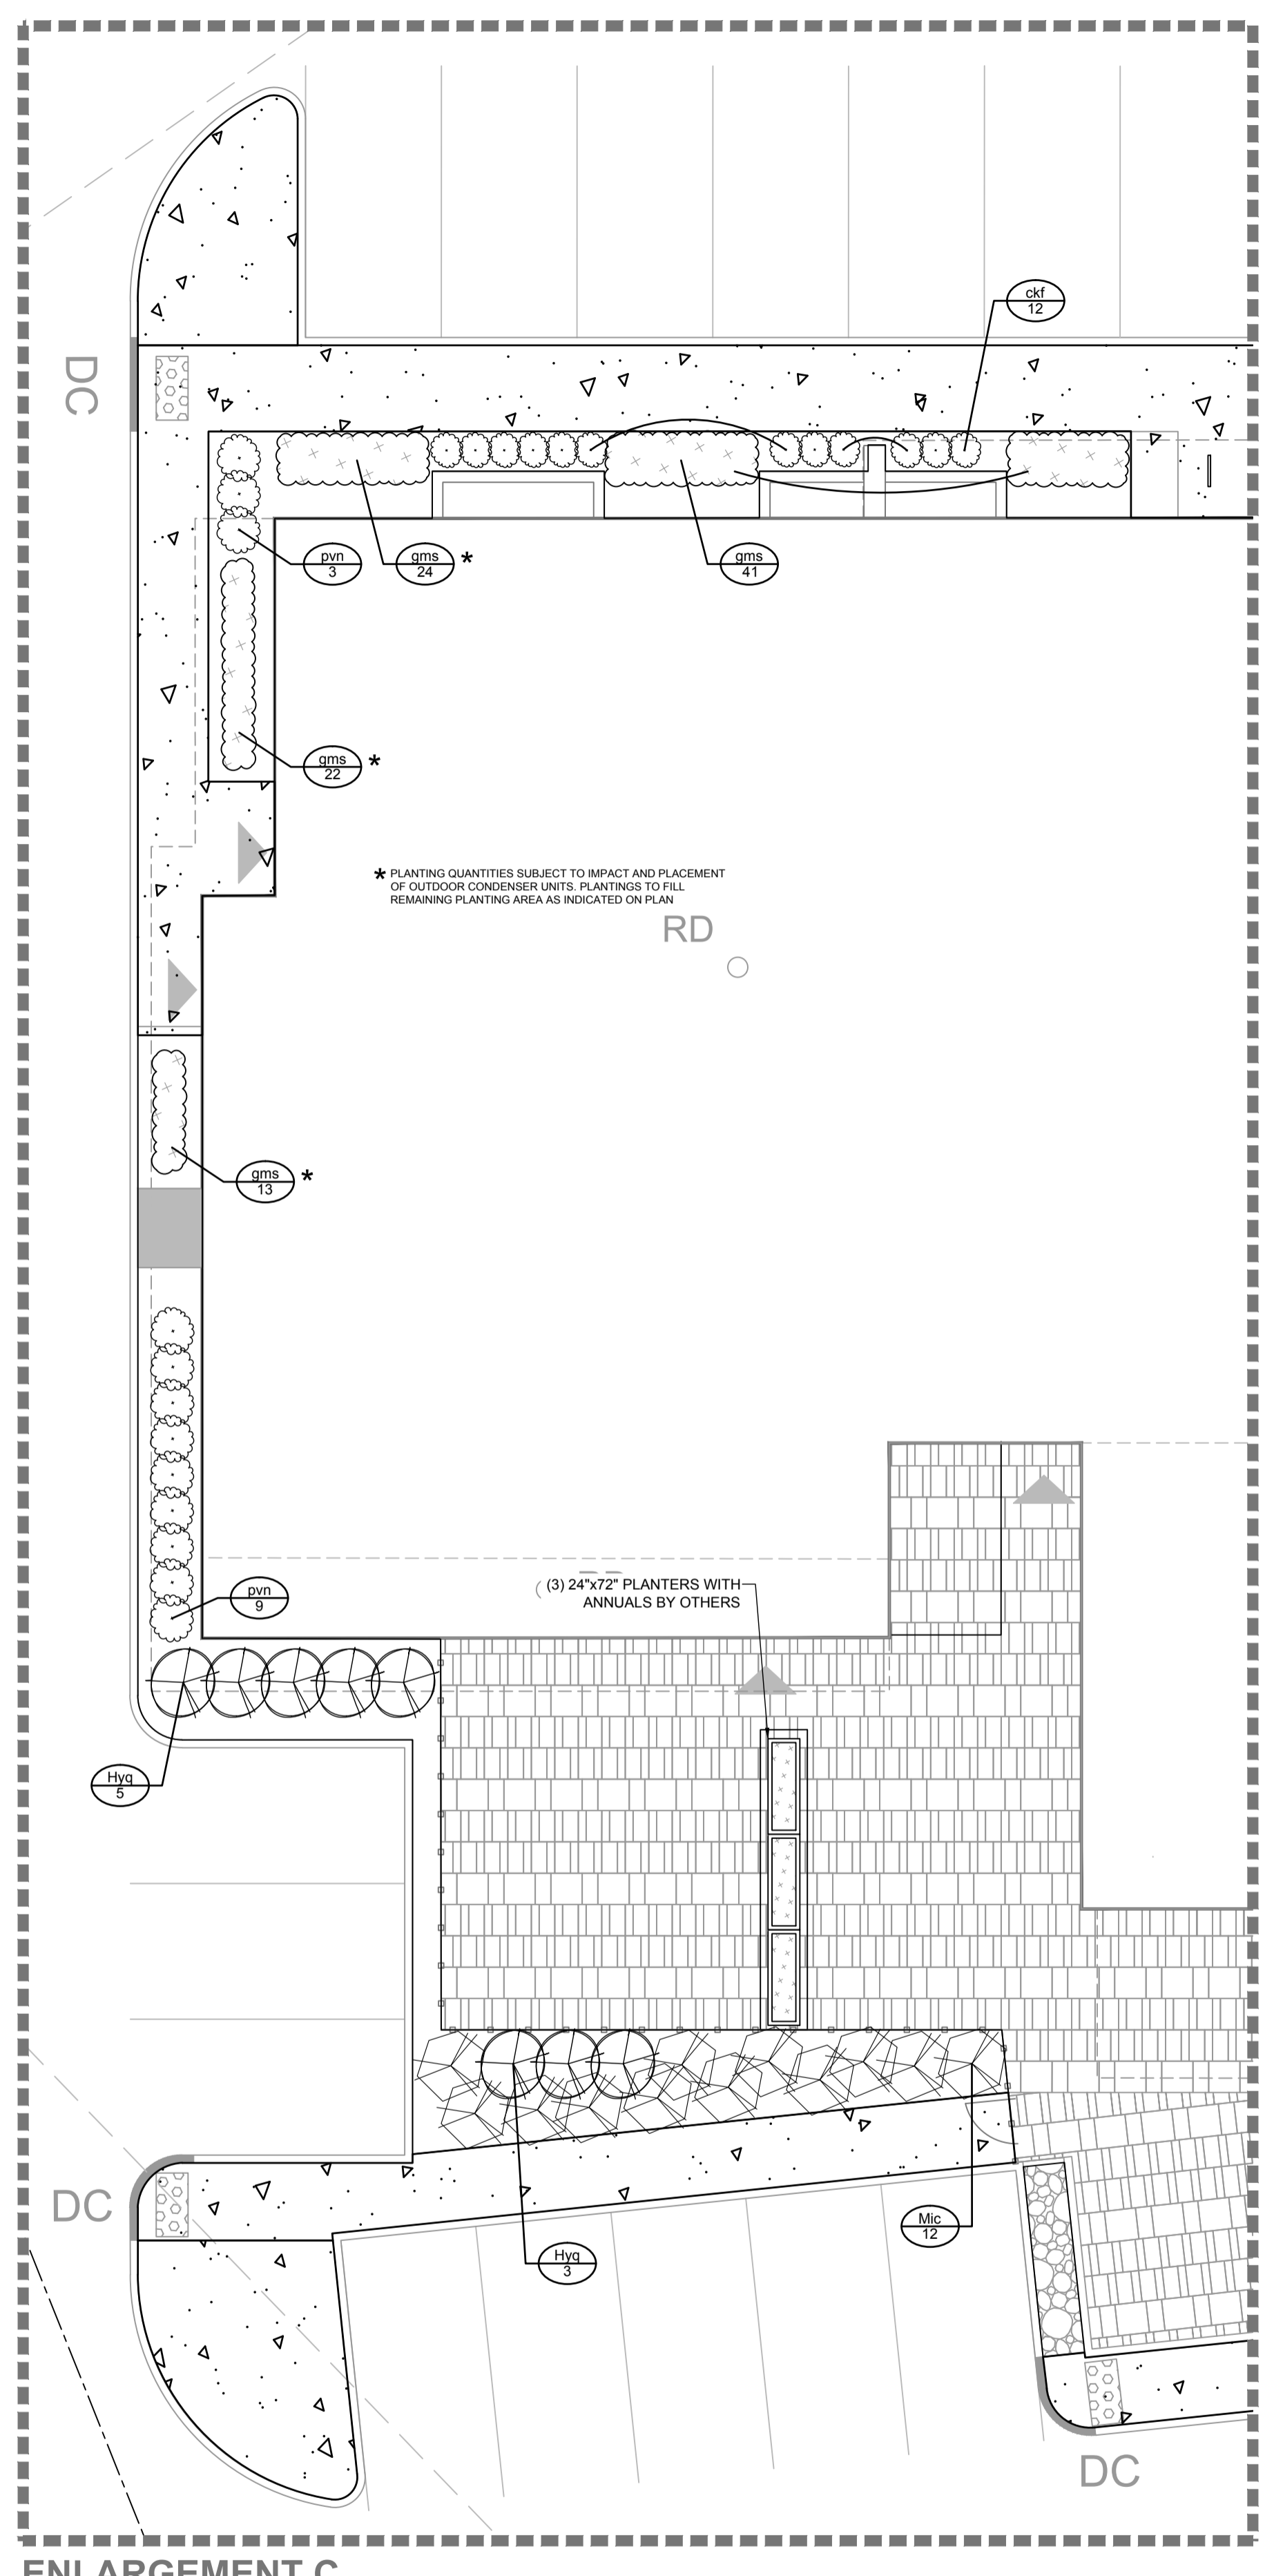 ckf
12
DC
pvn
3
gms
24
*
gms
41
gms
22
*
* PLANTING QUANTITIES SUBJECT TO IMPACT AND PLACEMENT
OF OUTDOOR CONDENSER UNITS. PLANTINGS TO FILL
REMAINING PLANTING AREA AS INDICATED ON PLAN
RD
gms
13
*
(3) 24"x72" PLANTERS WITH
ANNUALS BY OTHERS
pvn
9
Hyq
5
DC
Mic
12
Hyq
3
DC
ENLARGEMENT C